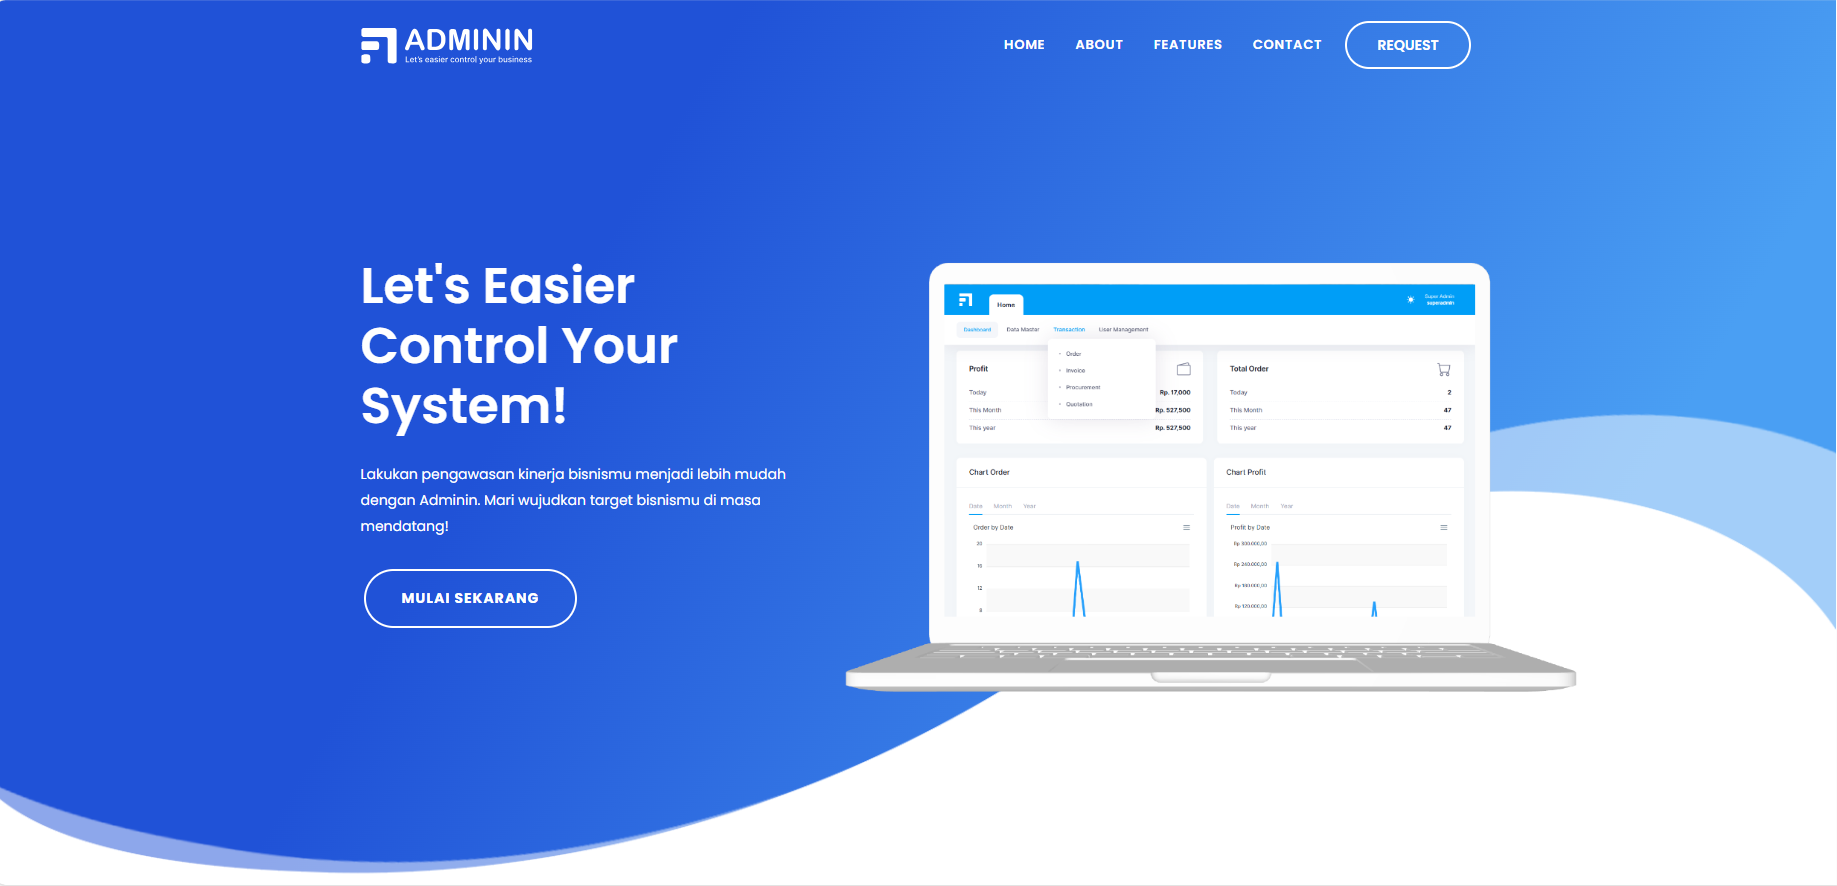 ADMININ
Let's easier control your business
HOME ABOUT FEATURES CONTACT REQUEST
Let's Easier
Control Your
System!
Lakukan pengawasan kinerja bisnismu menjadi lebih mudah
dengan Adminin. Mari wujudkan target bisnismu di masa
mendatang!
MULAI SEKARANG
Home
Super Admin
superadmin
Dashboard Data Master Transaction User Management
Order
Invoice
Procurement
Quotation
Profit
Today Rp. 17,000
This Month Rp. 527,500
This year Rp. 527,500
Total Order
Today 2
This Month 47
This year 47
Chart Order
Date Month Year
Order by Date
20
16
12
8
Chart Profit
Date Month Year
Profit by Date
Rp 300.000,00
Rp 240.000,00
Rp 180.000,00
Rp 120.000,00